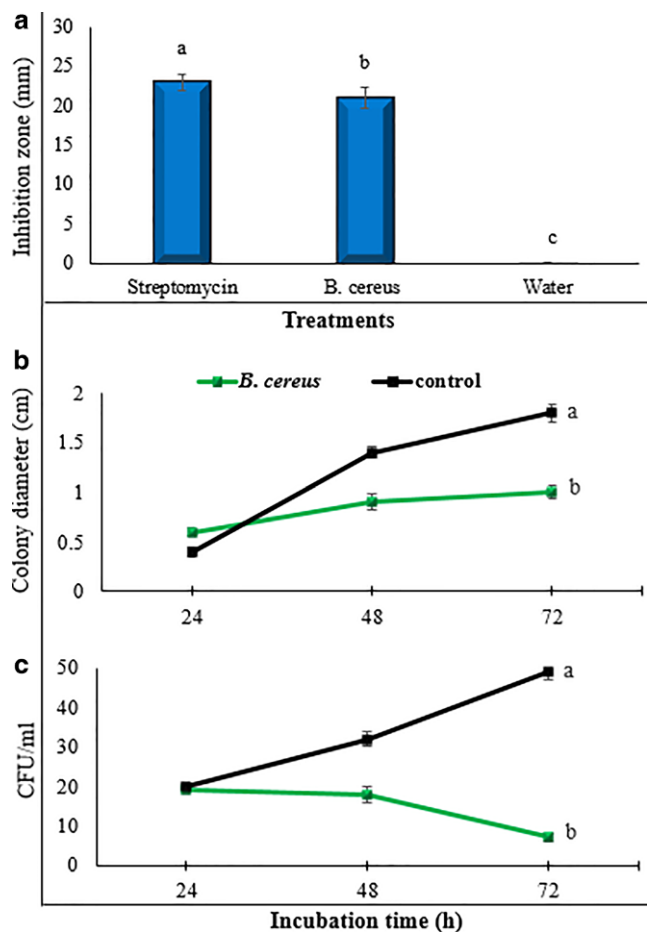 a
30
25
20
15
10
5
0
Inhibition zone (mm)
a
b
c
Streptomycin B. cereus Water
Treatments
b
B. cereus control
2
1.5
1
0.5
0
Colony diameter (cm)
a
b
24 48 72
c
50
40
30
20
10
0
CFU/ml
a
b
24 48 72
Incubation time (h)